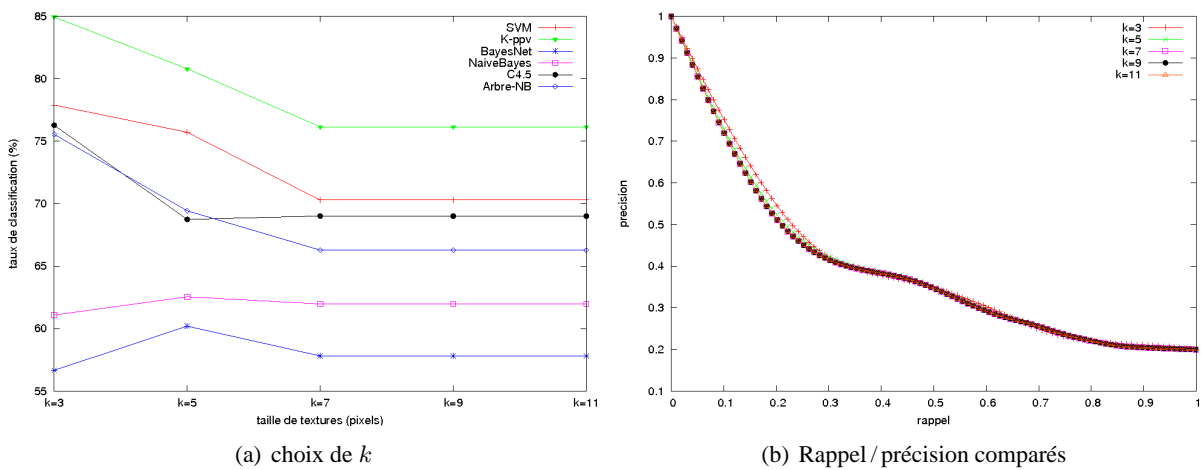 85
80
75
70
65
60
55
taux de classification (%)
k=3
k=5
k=7
k=9
k=11
taille de textures (pixels)
SVM
K-ppv
BayesNet
NaiveBayes
C4.5
Arbre-NB
(a) choix de k
1
0.9
0.8
0.7
0.6
0.5
0.4
0.3
0.2
0.1
precision
0
0.1
0.2
0.3
0.4
0.5
0.6
0.7
0.8
0.9
1
rappel
k=3
k=5
k=7
k=9
k=11
(b) Rappel / précision comparés